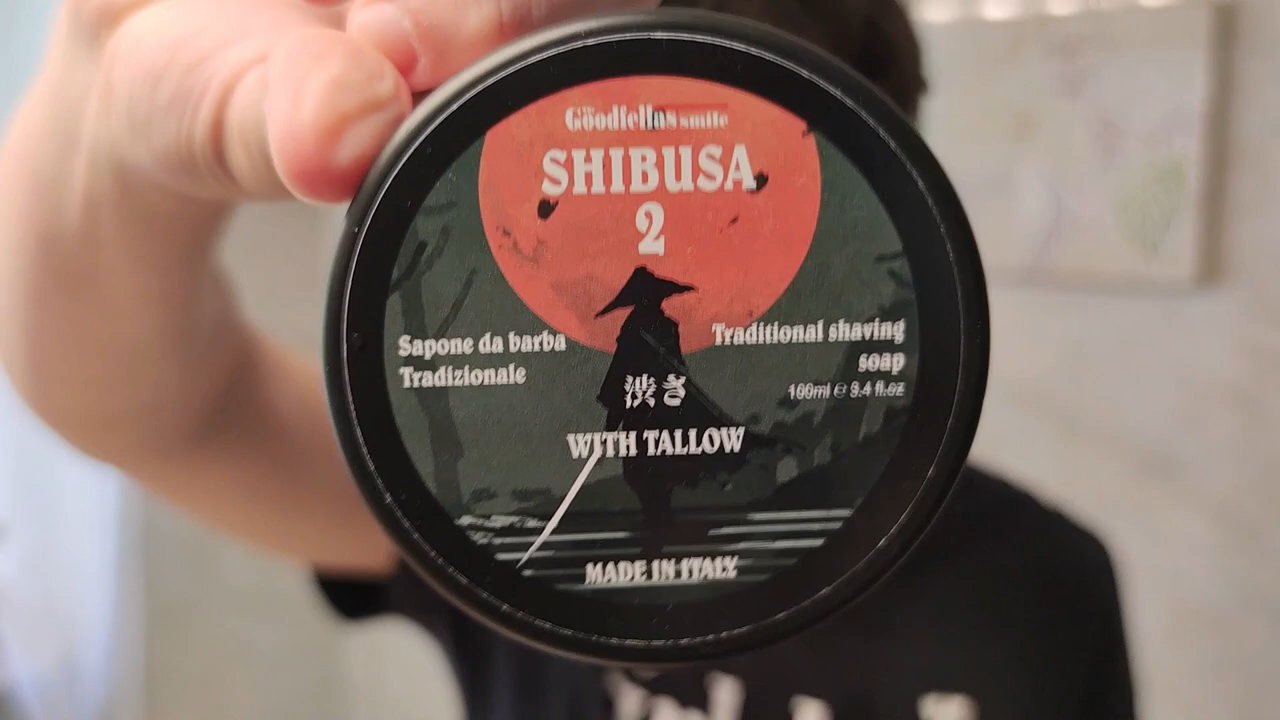 The Goodfellas smile
SHIBUSA
2
Sapone da barba
Tradizionale
Traditional shaving
soap
100ml ℮ 3.4 fl.oz
渋さ
WITH TALLOW
MADE IN ITALY